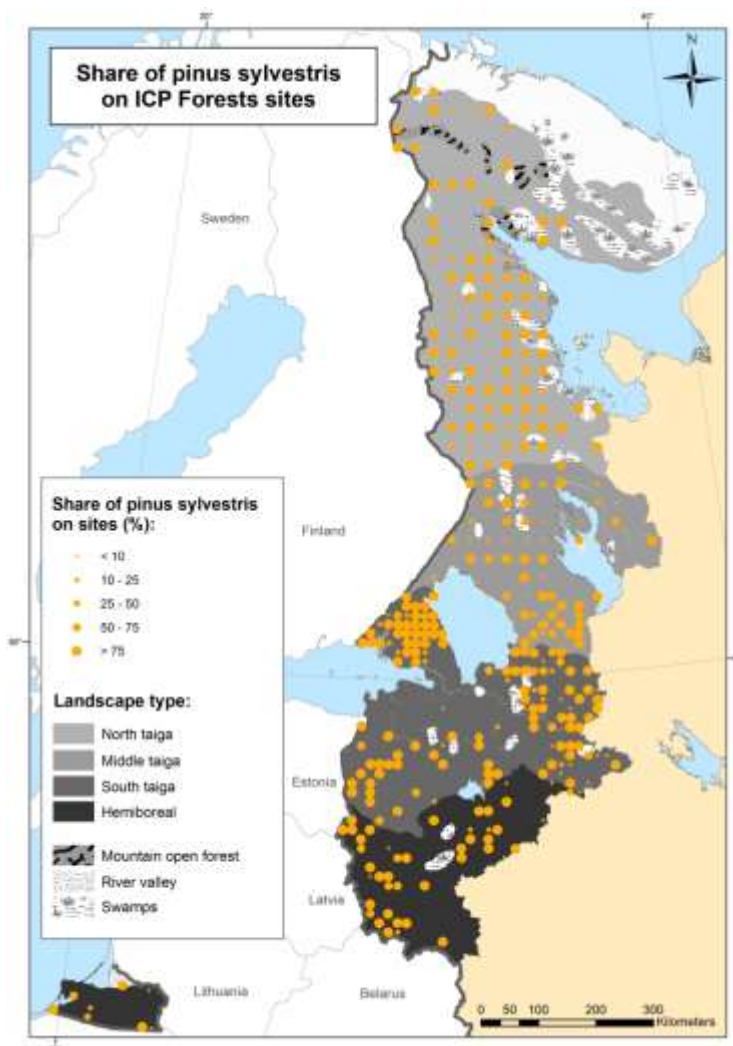 Share of pinus sylvestris
on ICP Forests sites
N
Sweden
Finland
Share of pinus sylvestris
on sites (%):
< 10
10 - 25
25 - 50
50 - 75
> 75
Landscape type:
North taiga
Middle taiga
South taiga
Hemiboreal
Mountain open forest
River valley
Swamps
Estonia
Latvia
Lithuania
Belarus
0 50 100 200 300
Kilometers